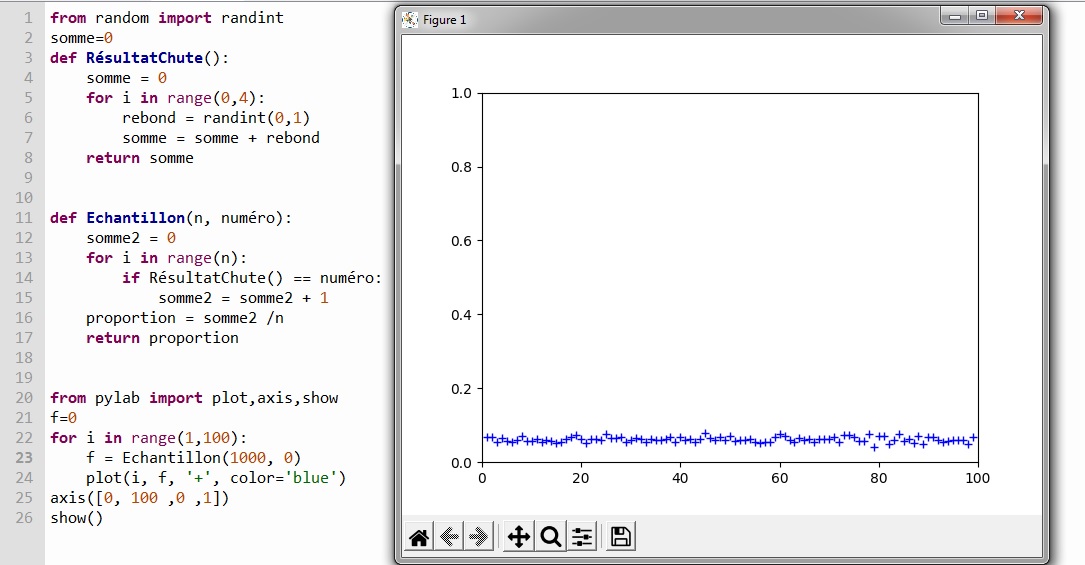 1 from random import randint
2 somme=0
3 def RésultatChute():
4     somme = 0
5     for i in range(0,4):
6         rebond = randint(0,1)
7         somme = somme + rebond
8     return somme
9
10
11 def Echantillon(n, numéro):
12     somme2 = 0
13     for i in range(n):
14         if RésultatChute() == numéro:
15             somme2 = somme2 + 1
16     proportion = somme2 /n
17     return proportion
18
19
20 from pylab import plot,axis,show
21 f=0
22 for i in range(1,100):
23     f = Echantillon(1000, 0)
24     plot(i, f, '+', color='blue')
25 axis([0, 100 ,0 ,1])
26 show()
Figure 1
1.0
0.8
0.6
0.4
0.2
0.0
0 20 40 60 80 100